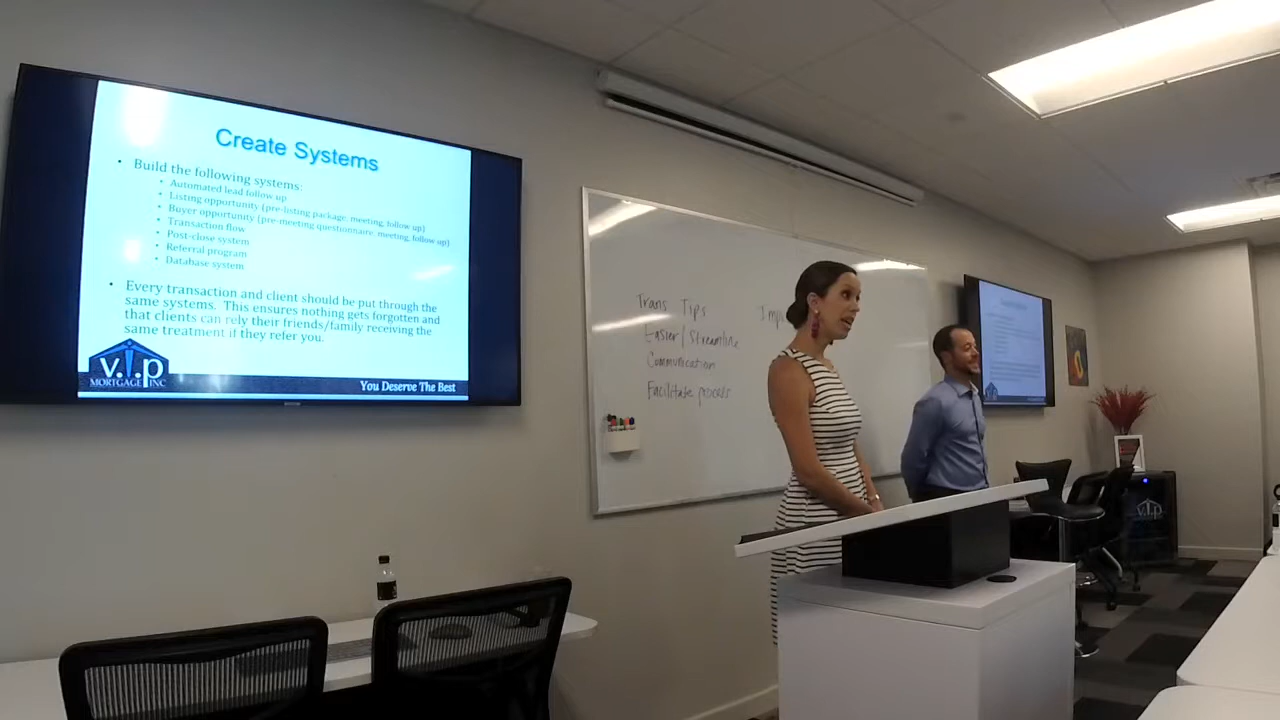 Create Systems
• Build the following systems:
• Automated lead follow up
• Listing opportunity (pre-listing package, meeting, follow up)
• Buyer opportunity (pre-meeting questionnaire, meeting, follow up)
• Transaction flow
• Post-close system
• Referral program
• Database system
• Every transaction and client should be put through the
same systems. This ensures nothing gets forgotten and
that clients can rely their friends/family receiving the
same treatment if they refer you.
v.i.p
MORTGAGE INC
You Deserve The Best
Trans Tips
Easier/Streamline
Communication
Facilitate process
v.i.p